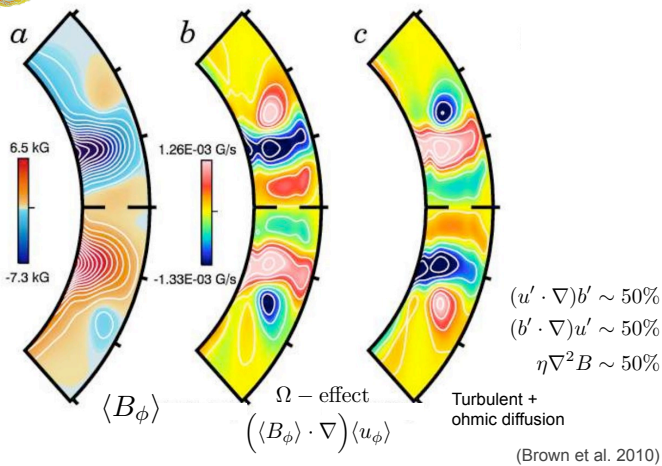 a
b
c
6.5 kG
-7.3 kG
1.26E-03 G/s
-1.33E-03 G/s
⟨B_ϕ⟩
Ω − effect
(⟨B_ϕ⟩ · ∇)⟨u_ϕ⟩
Turbulent +
ohmic diffusion
(u′ · ∇)b′ ∼ 50%
(b′ · ∇)u′ ∼ 50%
η∇²B ∼ 50%
(Brown et al. 2010)